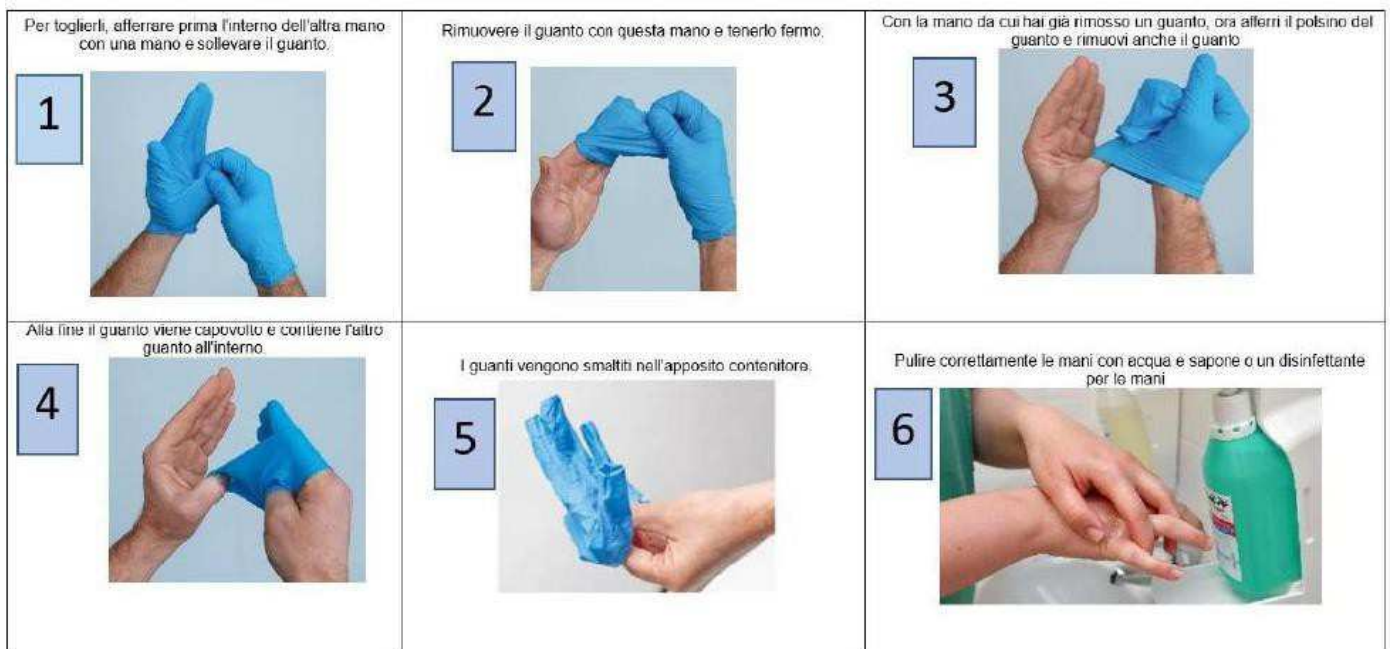 Per toglierli, afferrare prima l'interno dell'altra mano
con una mano e sollevare il guanto.
1
Rimuovere il guanto con questa mano e tenerlo fermo.
2
Con la mano da cui hai già rimosso un guanto, ora afferri il polsino del
guanto e rimuovi anche il guanto
3
Alla fine il guanto viene capovolto e contiene l'altro
guanto all'interno.
4
I guanti vengono smaltiti nell'apposito contenitore.
5
Pulire correttamente le mani con acqua e sapone o un disinfettante
per le mani
6